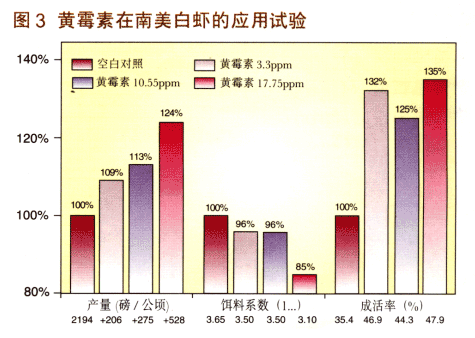 图 3 黄霉素在南美白虾的应用试验
140%
120%
100%
80%
空白对照 黄霉素 3.3ppm
黄霉素 10.55ppm 黄霉素 17.75ppm
100% 109% 113% 124%
100% 96% 96% 85%
100% 132% 125% 135%
产量 (磅 / 公顷) 饵料系数 (1...) 成活率 (%)
2194 +206 +275 +528 3.65 3.50 3.50 3.10 35.4 46.9 44.3 47.9